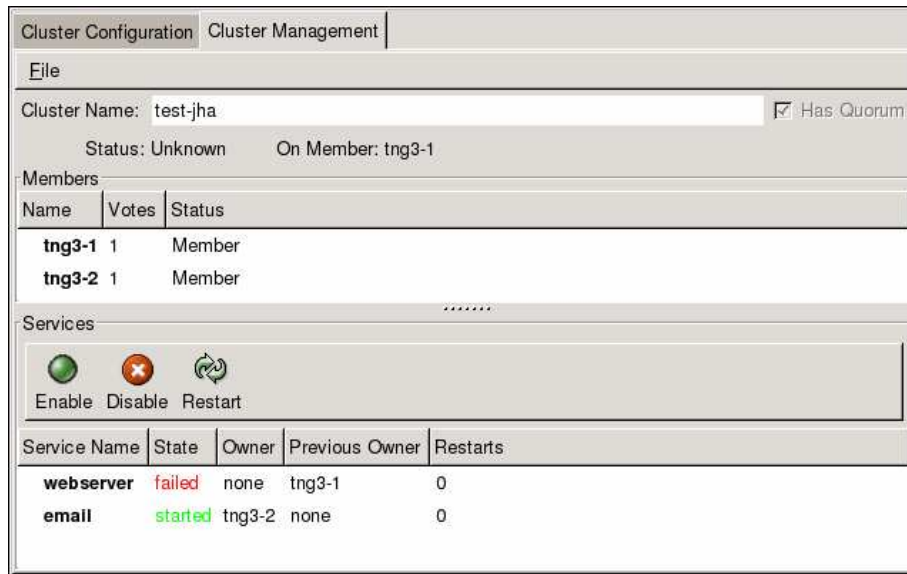 Cluster Configuration Cluster Management
File
Cluster Name: test-jha Has Quorum
Status: Unknown On Member: tng3-1
Members
Name Votes Status
tng3-1 1 Member
tng3-2 1 Member
Services
Enable Disable Restart
Service Name State Owner Previous Owner Restarts
webserver failed none tng3-1 0
email started tng3-2 none 0